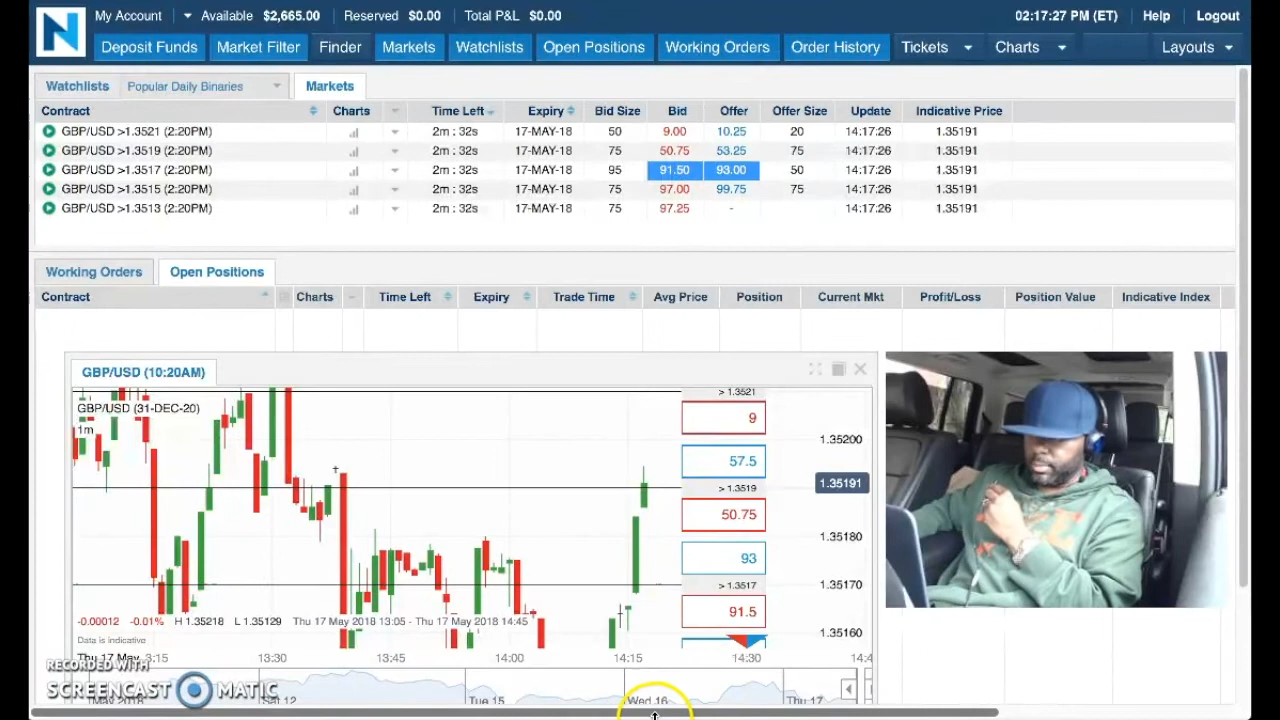 N My Account Available $2,665.00 Reserved $0.00 Total P&L $0.00 02:17:27 PM (ET) Help Logout
Deposit Funds Market Filter Finder Markets Watchlists Open Positions Working Orders Order History Tickets Charts Layouts
Watchlists Popular Daily Binaries Markets
Contract Charts Time Left Expiry Bid Size Bid Offer Offer Size Update Indicative Price
GBP/USD >1.3521 (2:20PM) 2m : 32s 17-MAY-18 50 9.00 10.25 20 14:17:26 1.35191
GBP/USD >1.3519 (2:20PM) 2m : 32s 17-MAY-18 75 50.75 53.25 75 14:17:26 1.35191
GBP/USD >1.3517 (2:20PM) 2m : 32s 17-MAY-18 95 91.50 93.00 50 14:17:26 1.35191
GBP/USD >1.3515 (2:20PM) 2m : 32s 17-MAY-18 75 97.00 99.75 75 14:17:26 1.35191
GBP/USD >1.3513 (2:20PM) 2m : 32s 17-MAY-18 75 97.25 - 14:17:26 1.35191
Working Orders Open Positions
Contract Charts Time Left Expiry Trade Time Avg Price Position Current Mkt Profit/Loss Position Value Indicative Index
GBP/USD (10:20AM)
> 1.3521
GBP/USD (31-DEC-20)
9
1m
1.35200
57.5
1.35191
> 1.3519
50.75
1.35180
93
> 1.3517
1.35170
91.5
-0.00012 -0.01% H 1.35218 L 1.35129 Thu 17 May 2018 13:05 - Thu 17 May 2018 14:45
1.35160
Data is indicative
Thu 17 May 13:30 13:45 14:00 14:15 14:30
RECORDED WITH
SCREENCAST MATIC
May 2018 Sat 12 Tue 15 Wed 16 Thu 17